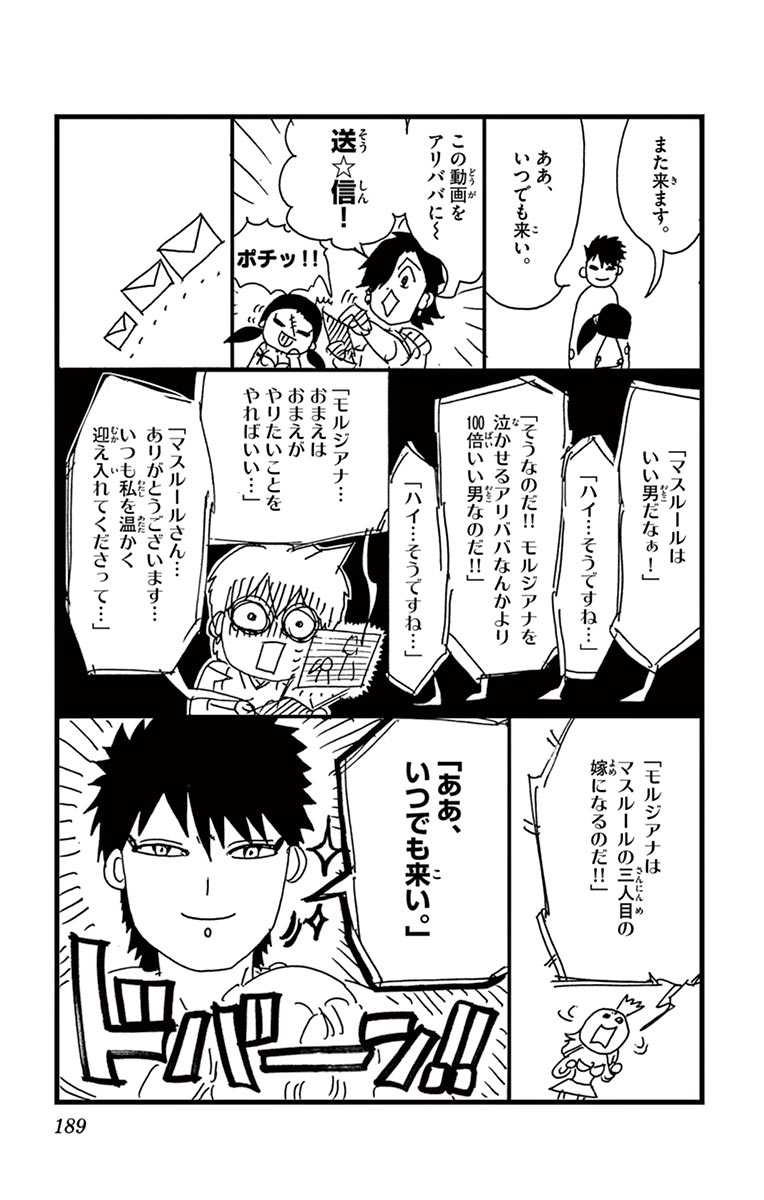 また来ます。
ああ、
いつでも来い。
この動画を
アリババに〜
送☆信！
ポチッ！！
「マスルールは
いい男だなぁ！」
「ハイ…そうですね…」
「そうなのだ！！モルジアナを
泣かせるアリババなんかより
100倍いい男なのだ！！」
「ハイ…そうですね…」
「モルジアナ…
おまえは
おまえが
やりたいことを
やればいい…」
「マスルールさん…
ありがとうございます…
いつも私を温かく
迎え入れてくださって…」
「モルジアナは
マスルールの三人目の
嫁になるのだ！！」
「ああ、
いつでも来い。」
ドバーン！！
189